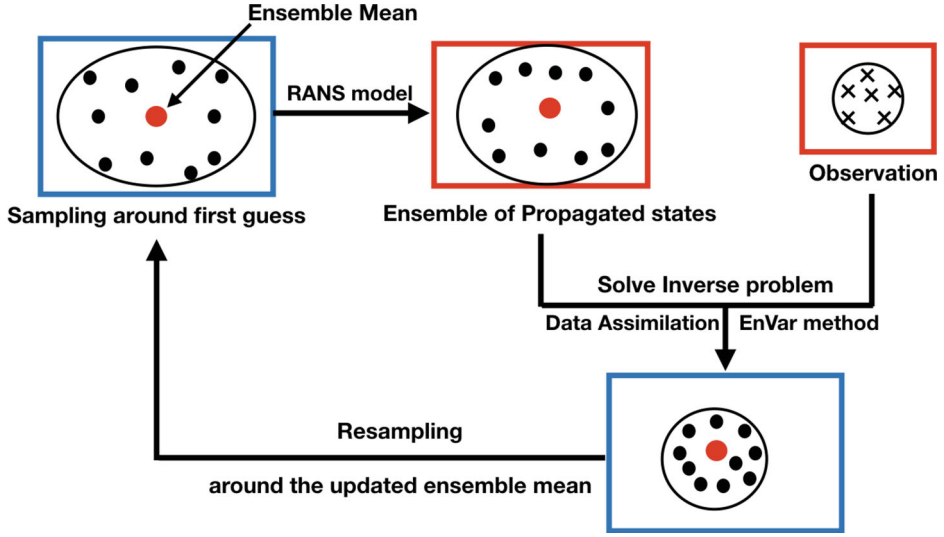 Ensemble Mean
RANS model
Sampling around first guess
Ensemble of Propagated states
Observation
Solve Inverse problem
Data Assimilation
EnVar method
Resampling
around the updated ensemble mean